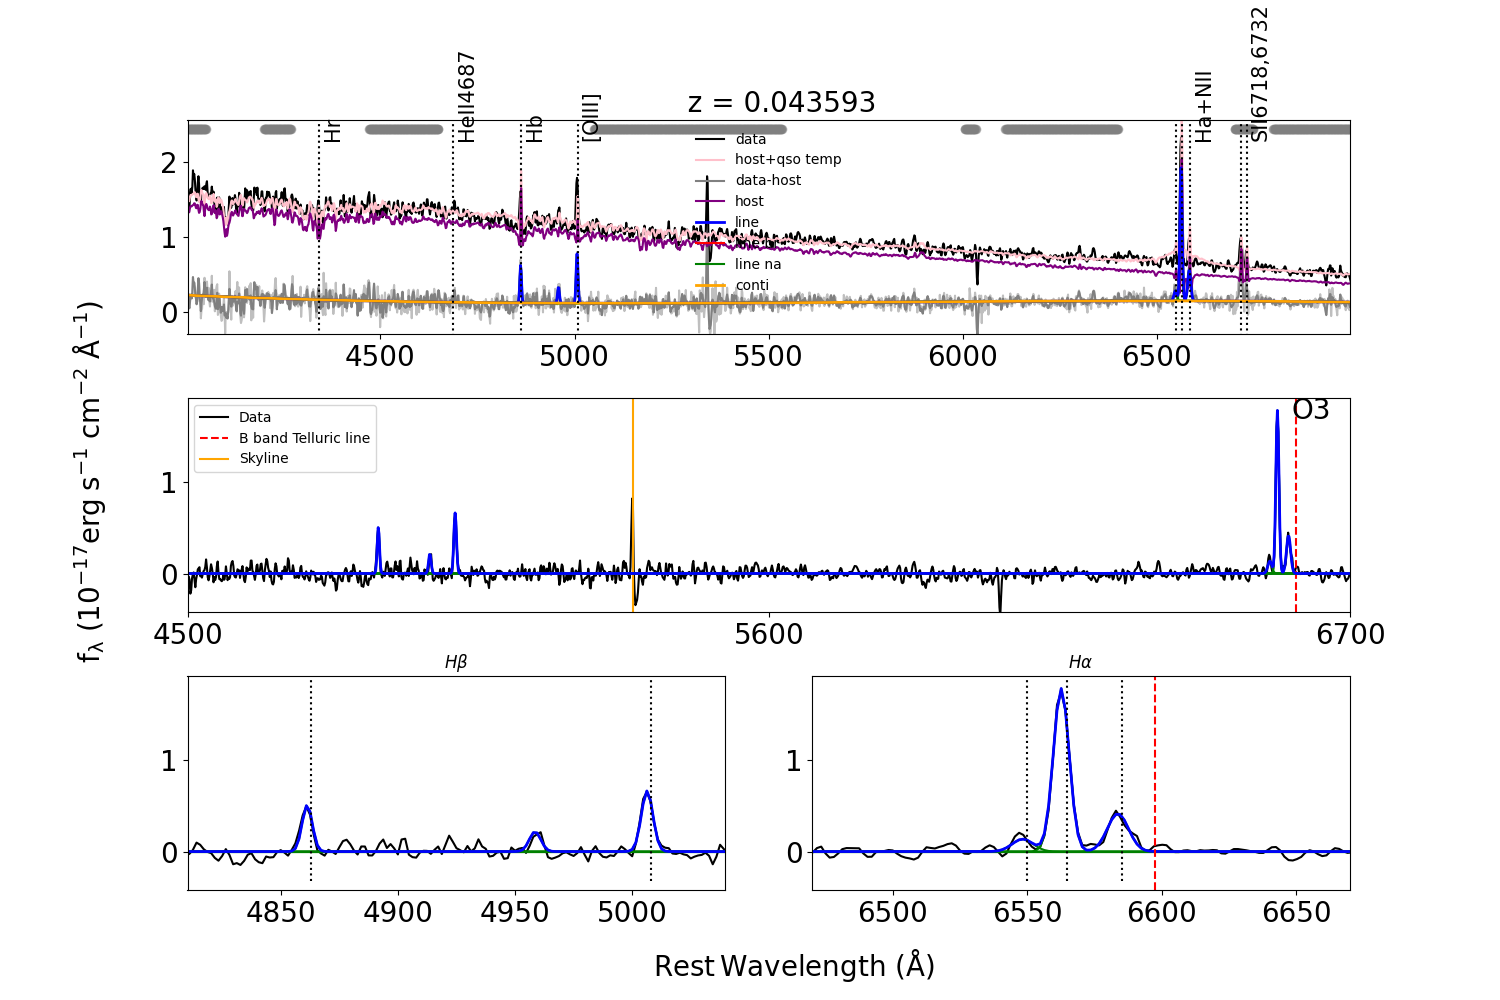 z = 0.043593
Hr
HeII4687
Hb
[OIII]
Ha+NII
SII6718,6732
data
host+qso temp
data-host
host
line
line na
conti
2
1
0
4500
5000
5500
6000
6500
fλ (10−17erg s−1 cm−2 Å−1)
Data
B band Telluric line
Skyline
O3
1
0
4500
5600
6700
Hβ
1
0
4850
4900
4950
5000
Hα
1
0
6500
6550
6600
6650
Rest Wavelength (Å)